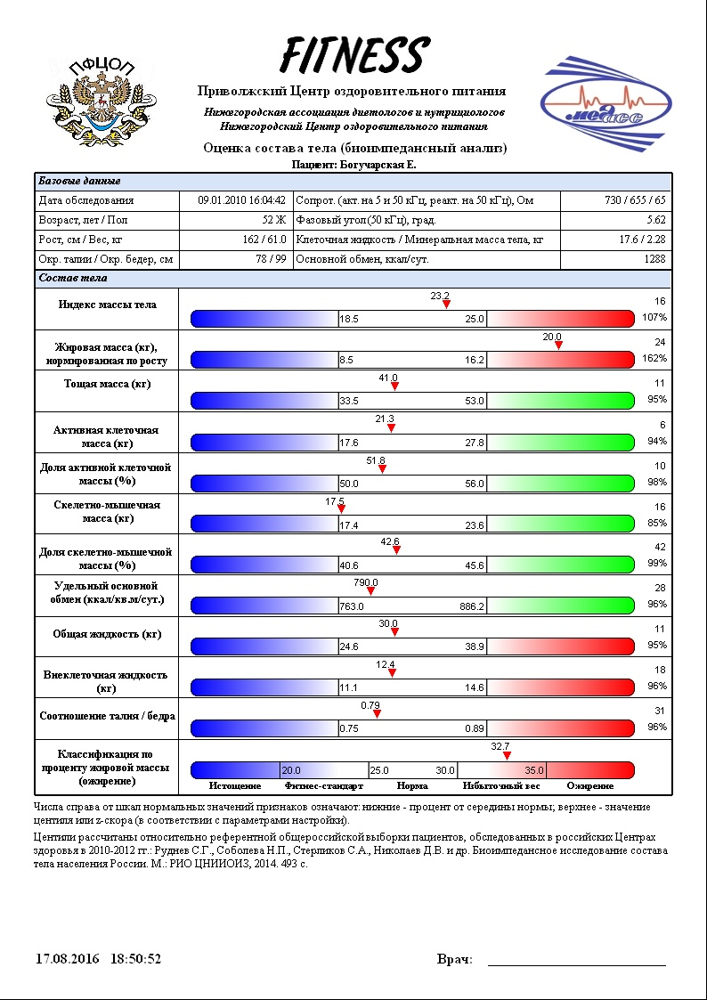 FITNESS
ПФЦОП
Приволжский Центр оздоровительного питания
Нижегородская ассоциация диетологов и нутрициологов
Нижегородский Центр оздоровительного питания
медасс
Оценка состава тела (биоимпедансный анализ)
Пациент: Богучарская Е.
Базовые данные
Дата обследования 09.01.2010 16:04:42 Сопрот. (акт. на 5 и 50 кГц, реакт. на 50 кГц), Ом 730 / 655 / 65
Возраст, лет / Пол 52 Ж Фазовый угол (50 кГц), град. 5.62
Рост, см / Вес, кг 162 / 61.0 Клеточная жидкость / Минеральная масса тела, кг 17.6 / 2.28
Окр. талии / Окр. бедер, см 78 / 99 Основной обмен, ккал/сут. 1288
Состав тела
Индекс массы тела
23.2
16
18.5 25.0 107%
Жировая масса (кг),
нормированная по росту
20.0
24
8.5 16.2 162%
Тощая масса (кг)
41.0
11
33.5 53.0 95%
Активная клеточная
масса (кг)
21.3
6
17.6 27.8 94%
Доля активной клеточной
массы (%)
51.8
10
50.0 56.0 98%
Скелетно-мышечная
масса (кг)
17.5
16
17.4 23.6 85%
Доля скелетно-мышечной
массы (%)
42.6
42
40.6 45.6 99%
Удельный основной
обмен (ккал/кв.м/сут.)
790.0
28
763.0 886.2 96%
Общая жидкость (кг)
30.0
11
24.6 38.9 95%
Внеклеточная жидкость
(кг)
12.4
18
11.1 14.6 96%
Соотношение талия / бедра
0.79
31
0.75 0.89 96%
Классификация по
проценту жировой массы
(ожирение)
32.7
20.0 25.0 30.0 35.0
Истощение Фитнес-стандарт Норма Избыточный вес Ожирение
Числа справа от шкал нормальных значений признаков означают: нижние - процент от середины нормы; верхнее - значение
центиля или z-скора (в соответствии с параметрами настройки).
Центили рассчитаны относительно референтной общероссийской выборки пациентов, обследованных в российских Центрах
здоровья в 2010-2012 гг.: Руднев С.Г., Соболева Н.П., Стерликов С.А., Николаев Д.В. и др. Биоимпедансное исследование состава
тела населения России. М.: РИО ЦНИИОИЗ, 2014. 493 с.
17.08.2016 18:50:52 Врач: